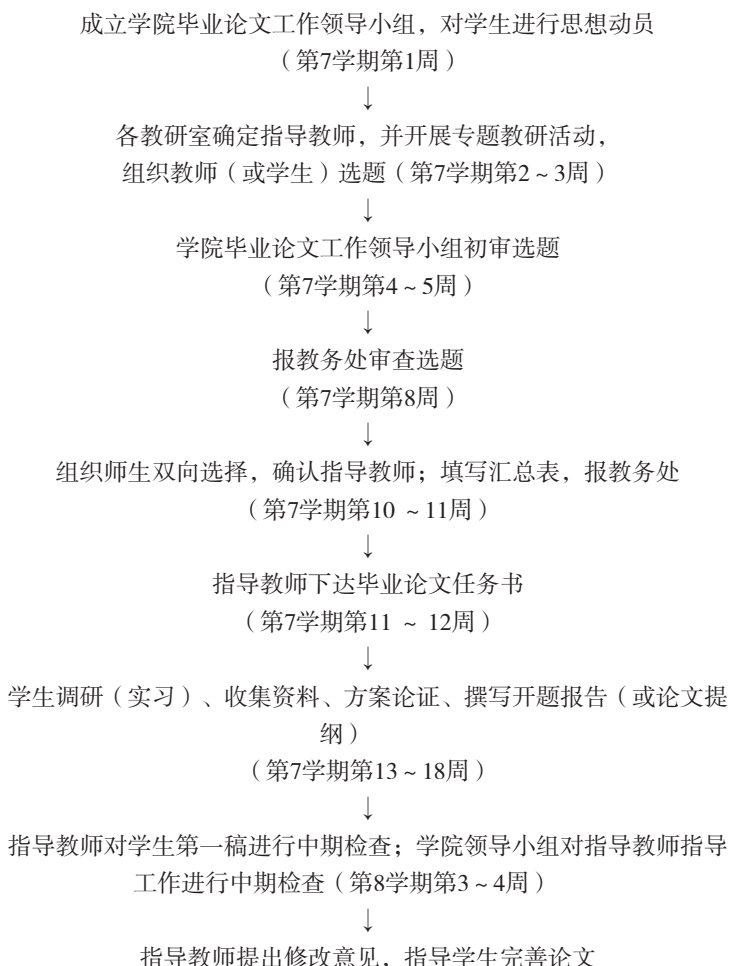 成立学院毕业论文工作领导小组，对学生进行思想动员
（第7学期第1周）
↓
各教研室确定指导教师，并开展专题教研活动，
组织教师（或学生）选题（第7学期第2～3周）
↓
学院毕业论文工作领导小组初审选题
（第7学期第4～5周）
↓
报教务处审查选题
（第7学期第8周）
↓
组织师生双向选择，确认指导教师；填写汇总表，报教务处
（第7学期第10 ～11周）
↓
指导教师下达毕业论文任务书
（第7学期第11 ～ 12周）
↓
学生调研（实习）、收集资料、方案论证、撰写开题报告（或论文提
纲）
（第7学期第13～18周）
↓
指导教师对学生第一稿进行中期检查；学院领导小组对指导教师指导
工作进行中期检查（第8学期第3～4周）
↓
指导教师提出修改意见，指导学生完善论文